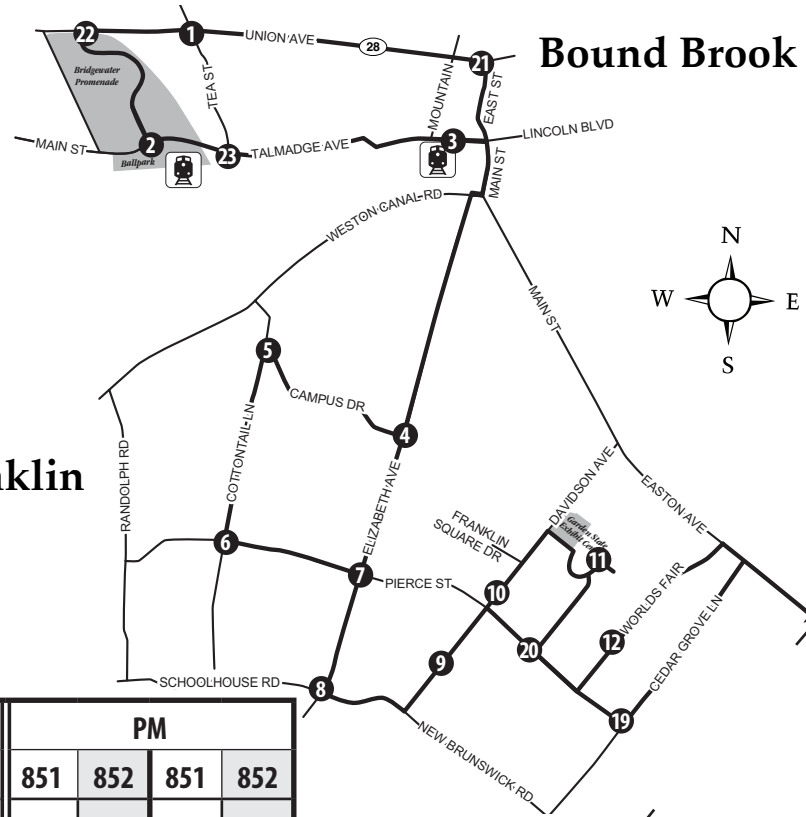 22
1
UNION AVE
28
21
Bound Brook
Bridgewater
Promenade
TEA ST
MOUNTAIN
EAST ST
MAIN ST
2
Ballpark
23
TALMADGE AVE
3
LINCOLN BLVD
MAIN ST
WESTON CANAL RD
N
W
E
S
MAIN ST
5
CAMPUS DR
4
COTTONTAIL LN
RANDOLPH RD
ELIZABETH AVE
DAVIDSON AVE
EASTON AVE
FRANKLIN
SQUARE DR
Garden State
6
7
PIERCE ST
10
11
WORLDS FAIR
12
20
9
CEDAR GROVE LN
SCHOOLHOUSE RD
8
19
NEW BRUNSWICK RD
PM
851
852
851
852